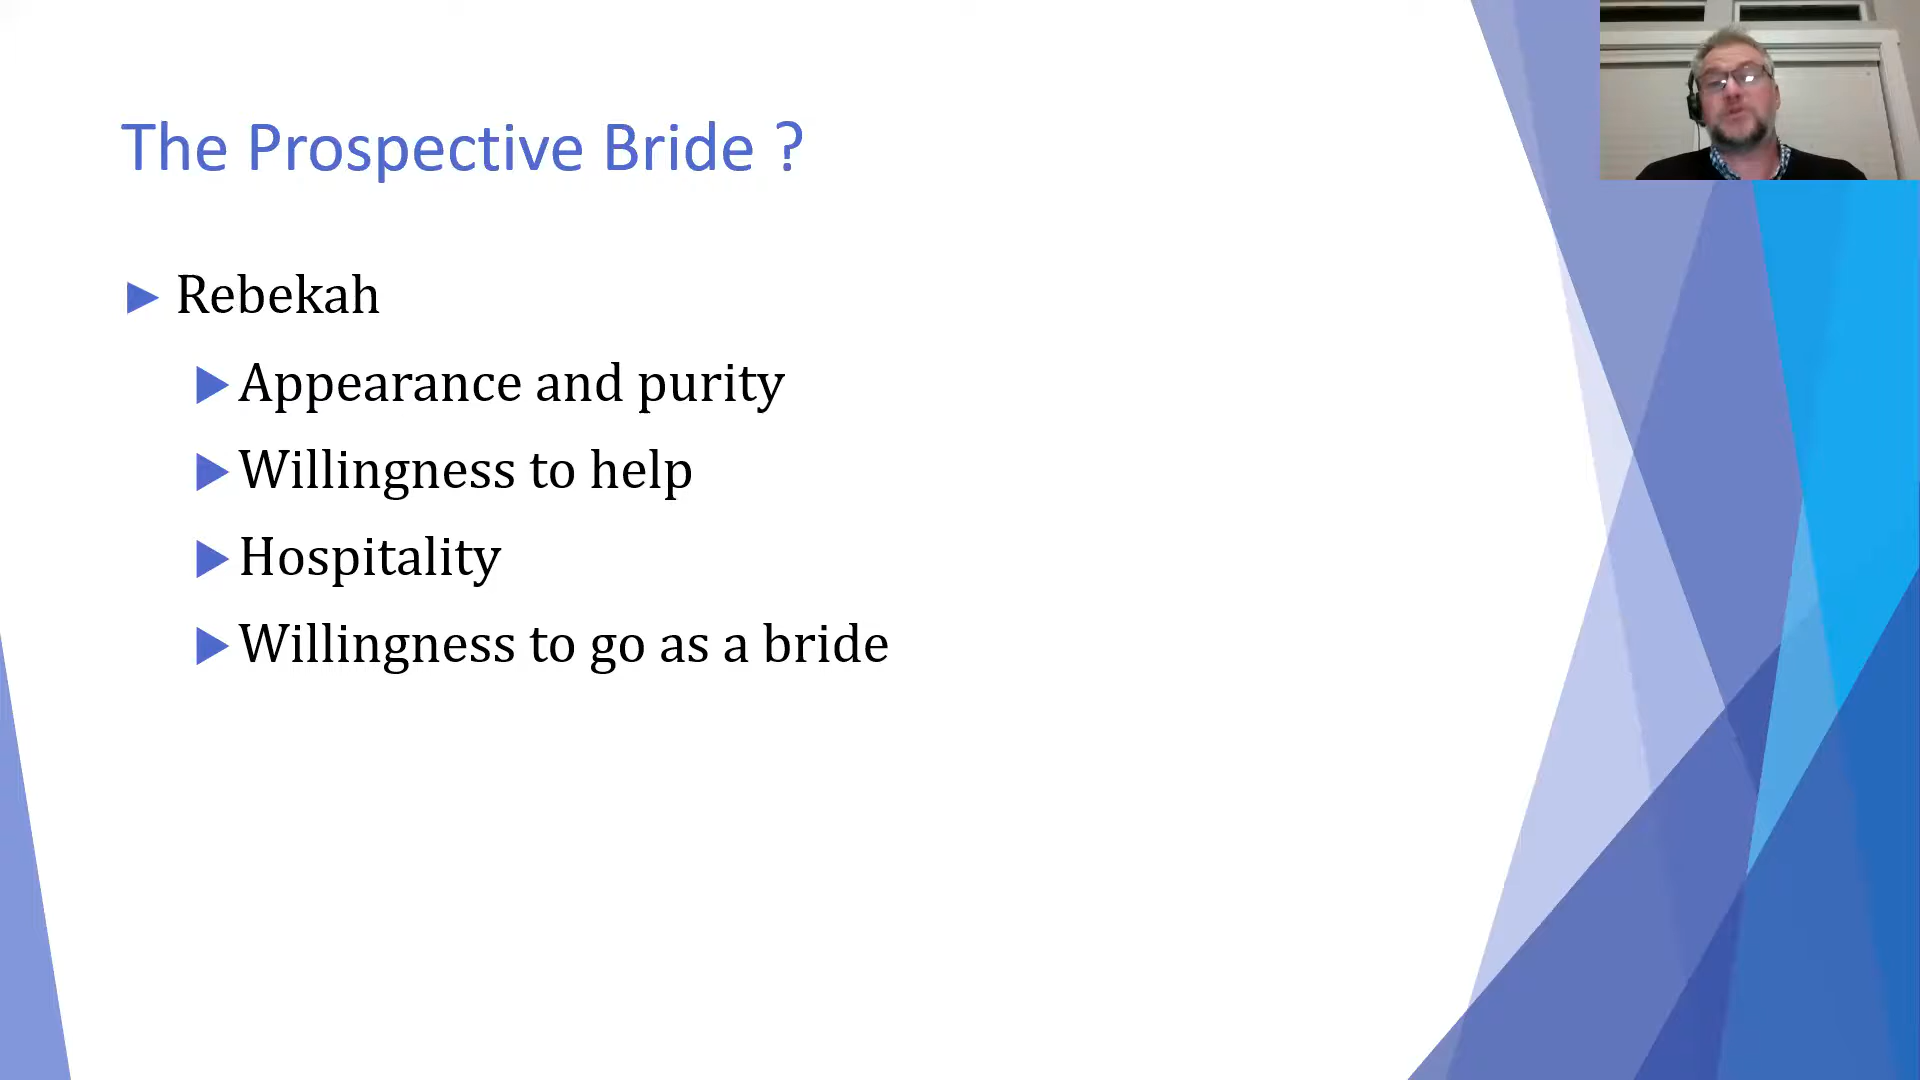 The Prospective Bride ?
Rebekah
Appearance and purity
Willingness to help
Hospitality
Willingness to go as a bride